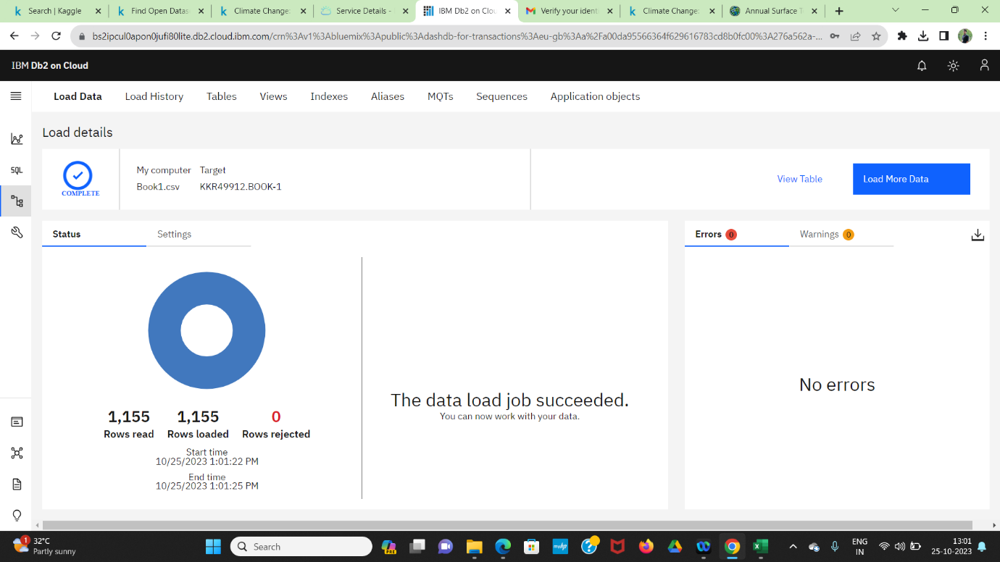 Search | Kaggle
Find Open Datas
Climate Change:
Service Details -
IBM Db2 on Clou
Verify your ident
Climate Change:
Annual Surface T
bs2ipcul0apon0jufi80lite.db2.cloud.ibm.com/crn%3Av1%3Abluemix%3Apublic%3Adashdb-for-transactions%3Aeu-gb%3Aa%2Fa00da95566364f629616783cd8b0fc00%3A276a562a-...
IBM Db2 on Cloud
Load Data Load History Tables Views Indexes Aliases MQTs Sequences Application objects
Load details
SQL
COMPLETE
My computer Target
Book1.csv KKR49912.BOOK-1
View Table
Load More Data
Status Settings
1,155 1,155 0
Rows read Rows loaded Rows rejected
Start time
10/25/2023 1:01:22 PM
End time
10/25/2023 1:01:25 PM
The data load job succeeded.
You can now work with your data.
Errors 0 Warnings 0
No errors
1
32°C
Partly sunny
Search
PRE
myhp
ENG
IN
13:01
25-10-2023